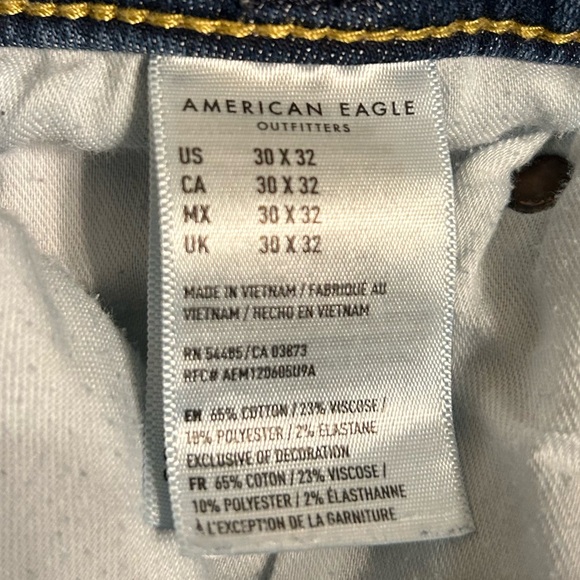 AMERICAN EAGLE
OUTFITTERS
US 30 X 32
CA 30 X 32
MX 30 X 32
UK 30 X 32
MADE IN VIETNAM / FABRIQUE AU
VIETNAM / HECHO EN VIETNAM
RN 54485/CA 03873
RFC# AEM120605U9A
EN 65% COTTON / 23% VISCOSE /
10% POLYESTER / 2% ELASTANE
EXCLUSIVE OF DECORATION
FR 65% COTON / 23% VISCOSE /
10% POLYESTER / 2% ÉLASTHANNE
À L'EXCEPTION DE LA GARNITURE